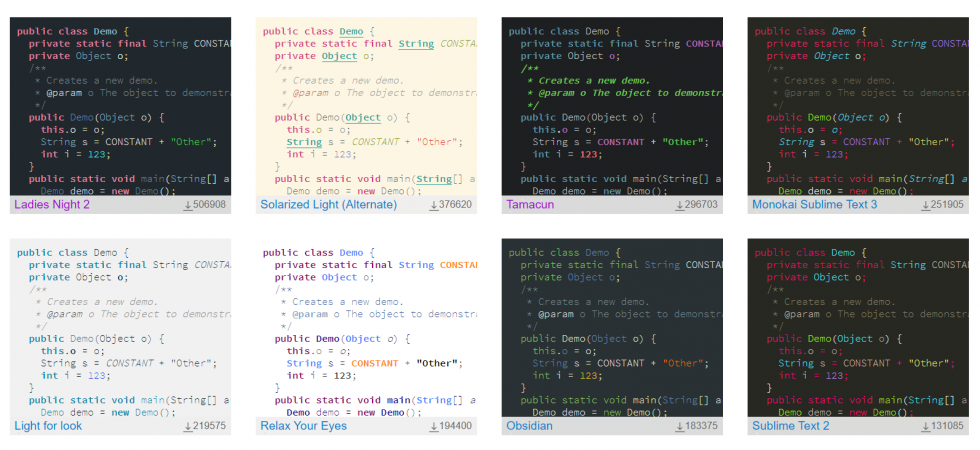 public class Demo {
private static final String CONSTAN
private Object o;
/**
* Creates a new demo.
* @param o The object to demonstra
*/
public Demo(Object o) {
this.o = o;
String s = CONSTANT + "Other";
int i = 123;
}
public static void main(String[] a
Demo demo = new Demo();
Ladies Night 2
506908
public class Demo {
private static final String CONSTA
private Object o;
/**
* Creates a new demo.
* @param o The object to demonstra
*/
public Demo(Object o) {
this.o = o;
String s = CONSTANT + "Other";
int i = 123;
}
public static void main(String[] a
Demo demo = new Demo();
Solarized Light (Alternate)
376620
public class Demo {
private static final String CONSTAN
private Object o;
/**
* Creates a new demo.
* @param o The object to demonstra
*/
public Demo(Object o) {
this.o = o;
String s = CONSTANT + "Other";
int i = 123;
}
public static void main(String[] a
Demo demo = new Demo();
Tamacun
296703
public class Demo {
private static final String CONSTAN
private Object o;
/**
* Creates a new demo.
* @param o The object to demonstra
*/
public Demo(Object o) {
this.o = o;
String s = CONSTANT + "Other";
int i = 123;
}
public static void main(String[] a
Demo demo = new Demo();
Monokai Sublime Text 3
251905
public class Demo {
private static final String CONSTA
private Object o;
/**
* Creates a new demo.
* @param o The object to demonstra
*/
public Demo(Object o) {
this.o = o;
String s = CONSTANT + "Other";
int i = 123;
}
public static void main(String[] a
Demo demo = new Demo();
Light for look
219575
public class Demo {
private static final String CONSTA
private Object o;
/**
* Creates a new demo.
* @param o The object to demonstra
*/
public Demo(Object o) {
this.o = o;
String s = CONSTANT + "Other";
int i = 123;
}
public static void main(String[] a
Demo demo = new Demo();
Relax Your Eyes
194400
public class Demo {
private static final String CONSTAN
private Object o;
/**
* Creates a new demo.
* @param o The object to demonstra
*/
public Demo(Object o) {
this.o = o;
String s = CONSTANT + "Other";
int i = 123;
}
public static void main(String[] a
Demo demo = new Demo();
Obsidian
183375
public class Demo {
private static final String CONSTAN
private Object o;
/**
* Creates a new demo.
* @param o The object to demonstra
*/
public Demo(Object o) {
this.o = o;
String s = CONSTANT + "Other";
int i = 123;
}
public static void main(String[] a
Demo demo = new Demo();
Sublime Text 2
131085